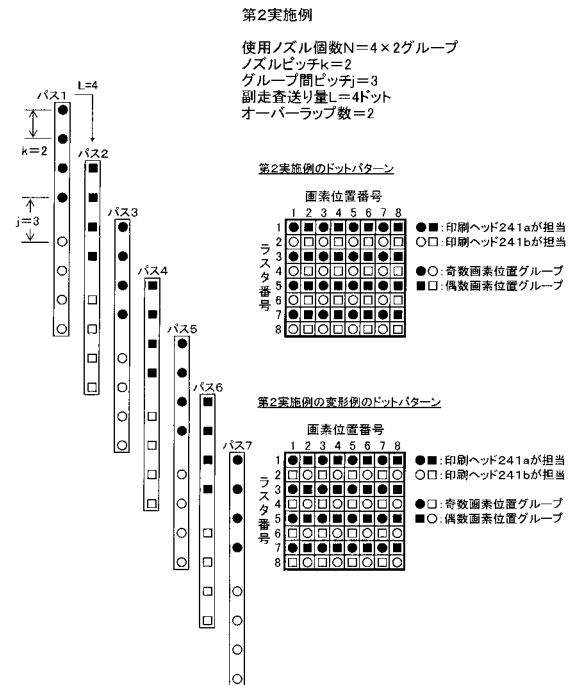 第2実施例
使用ノズル個数N=4×2グループ
ノズルピッチk=2
グループ間ピッチj=3
副走査送り量L=4ドット
オーバーラップ数=2
パス1
L=4
k=2
j=3
パス2
パス3
パス4
パス5
パス6
パス7
第2実施例のドットパターン
画素位置番号
1 2 3 4 5 6 7 8
ラスタ番号
1
2
3
4
5
6
7
8
●■:印刷ヘッド241aが担当
○□:印刷ヘッド241bが担当
●○:奇数画素位置グループ
■□:偶数画素位置グループ
第2実施例の変形例のドットパターン
画素位置番号
1 2 3 4 5 6 7 8
ラスタ番号
1
2
3
4
5
6
7
8
●■:印刷ヘッド241aが担当
○□:印刷ヘッド241bが担当
●□:奇数画素位置グループ
■○:偶数画素位置グループ